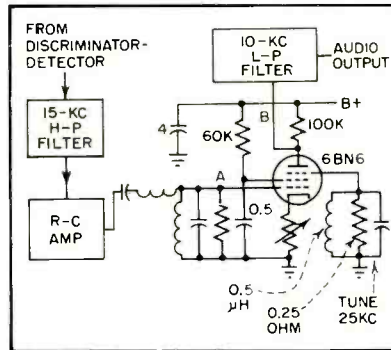 FROM
DISCRIMINATOR-
DETECTOR
15-KC
H-P
FILTER
R-C
AMP
10-KC
L-P
FILTER
AUDIO
OUTPUT
B+
4
60K
B
100K
6BN6
A
0.5
0.5
µH
0.25
OHM
TUNE
25KC